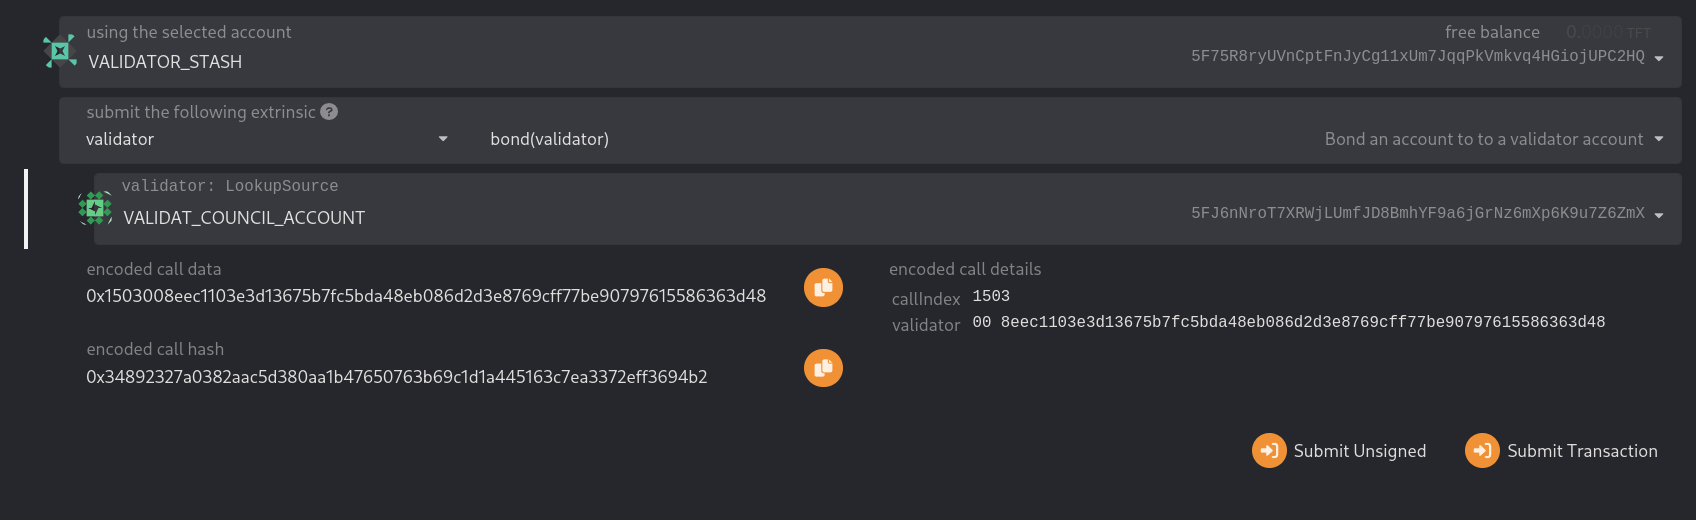 using the selected account
free balance 0.0000 TFT
VALIDATOR_STASH
5F75R8ryUVnCptFnJyCg11xUm7JqqPkVmkvq4HGiojUPC2HQ
submit the following extrinsic ?
validator
bond(validator)
Bond an account to to a validator account
validator: LookupSource
VALIDAT_COUNCIL_ACCOUNT
5FJ6nNroT7XRWjLUmfJD8BmhYF9a6jGrNz6mXp6K9u7Z6ZmX
encoded call data
0x1503008eec1103e3d13675b7fc5bda48eb086d2d3e8769cff77be90797615586363d48
encoded call details
callIndex 1503
validator 00 8eec1103e3d13675b7fc5bda48eb086d2d3e8769cff77be90797615586363d48
encoded call hash
0x34892327a0382aac5d380aa1b47650763b69c1d1a445163c7ea3372eff3694b2
Submit Unsigned
Submit Transaction